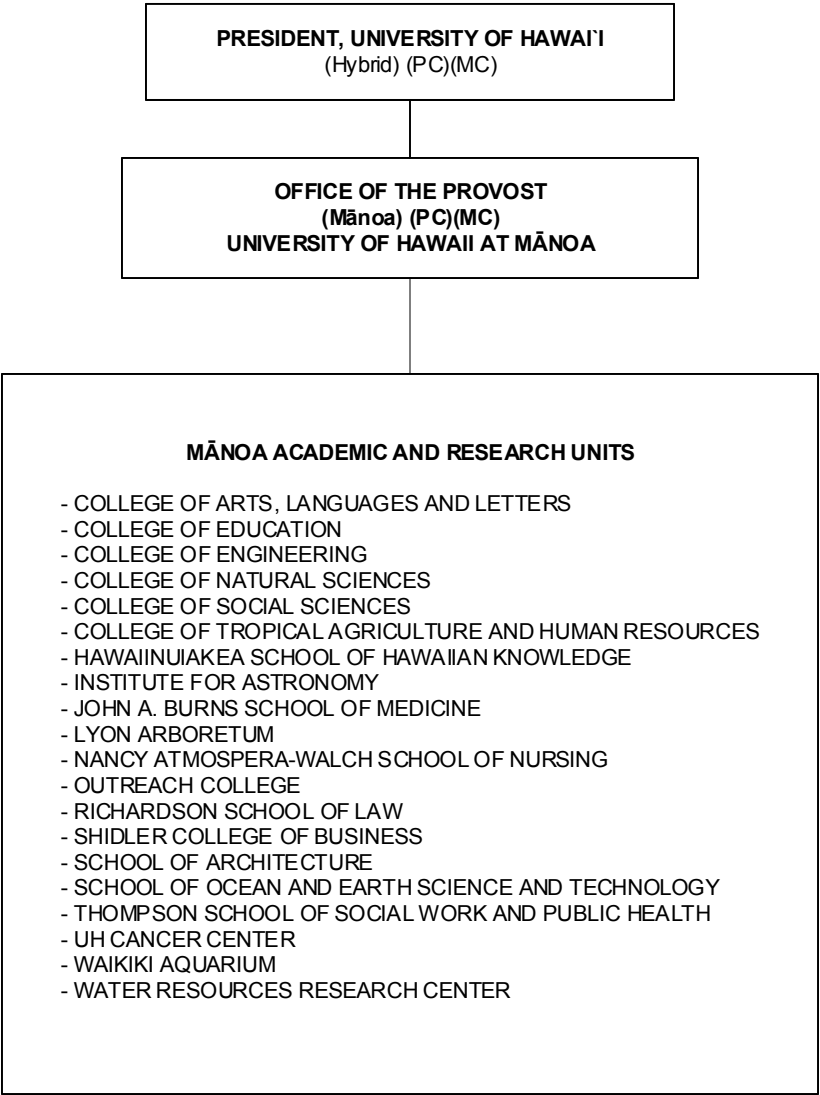 PRESIDENT, UNIVERSITY OF HAWAI`I
(Hybrid) (PC)(MC)
OFFICE OF THE PROVOST
(Mānoa) (PC)(MC)
UNIVERSITY OF HAWAII AT MĀNOA
MĀNOA ACADEMIC AND RESEARCH UNITS
- COLLEGE OF ARTS, LANGUAGES AND LETTERS
- COLLEGE OF EDUCATION
- COLLEGE OF ENGINEERING
- COLLEGE OF NATURAL SCIENCES
- COLLEGE OF SOCIAL SCIENCES
- COLLEGE OF TROPICAL AGRICULTURE AND HUMAN RESOURCES
- HAWAIINUIAKEA SCHOOL OF HAWAIIAN KNOWLEDGE
- INSTITUTE FOR ASTRONOMY
- JOHN A. BURNS SCHOOL OF MEDICINE
- LYON ARBORETUM
- NANCY ATMOSPERA-WALCH SCHOOL OF NURSING
- OUTREACH COLLEGE
- RICHARDSON SCHOOL OF LAW
- SHIDLER COLLEGE OF BUSINESS
- SCHOOL OF ARCHITECTURE
- SCHOOL OF OCEAN AND EARTH SCIENCE AND TECHNOLOGY
- THOMPSON SCHOOL OF SOCIAL WORK AND PUBLIC HEALTH
- UH CANCER CENTER
- WAIKIKI AQUARIUM
- WATER RESOURCES RESEARCH CENTER